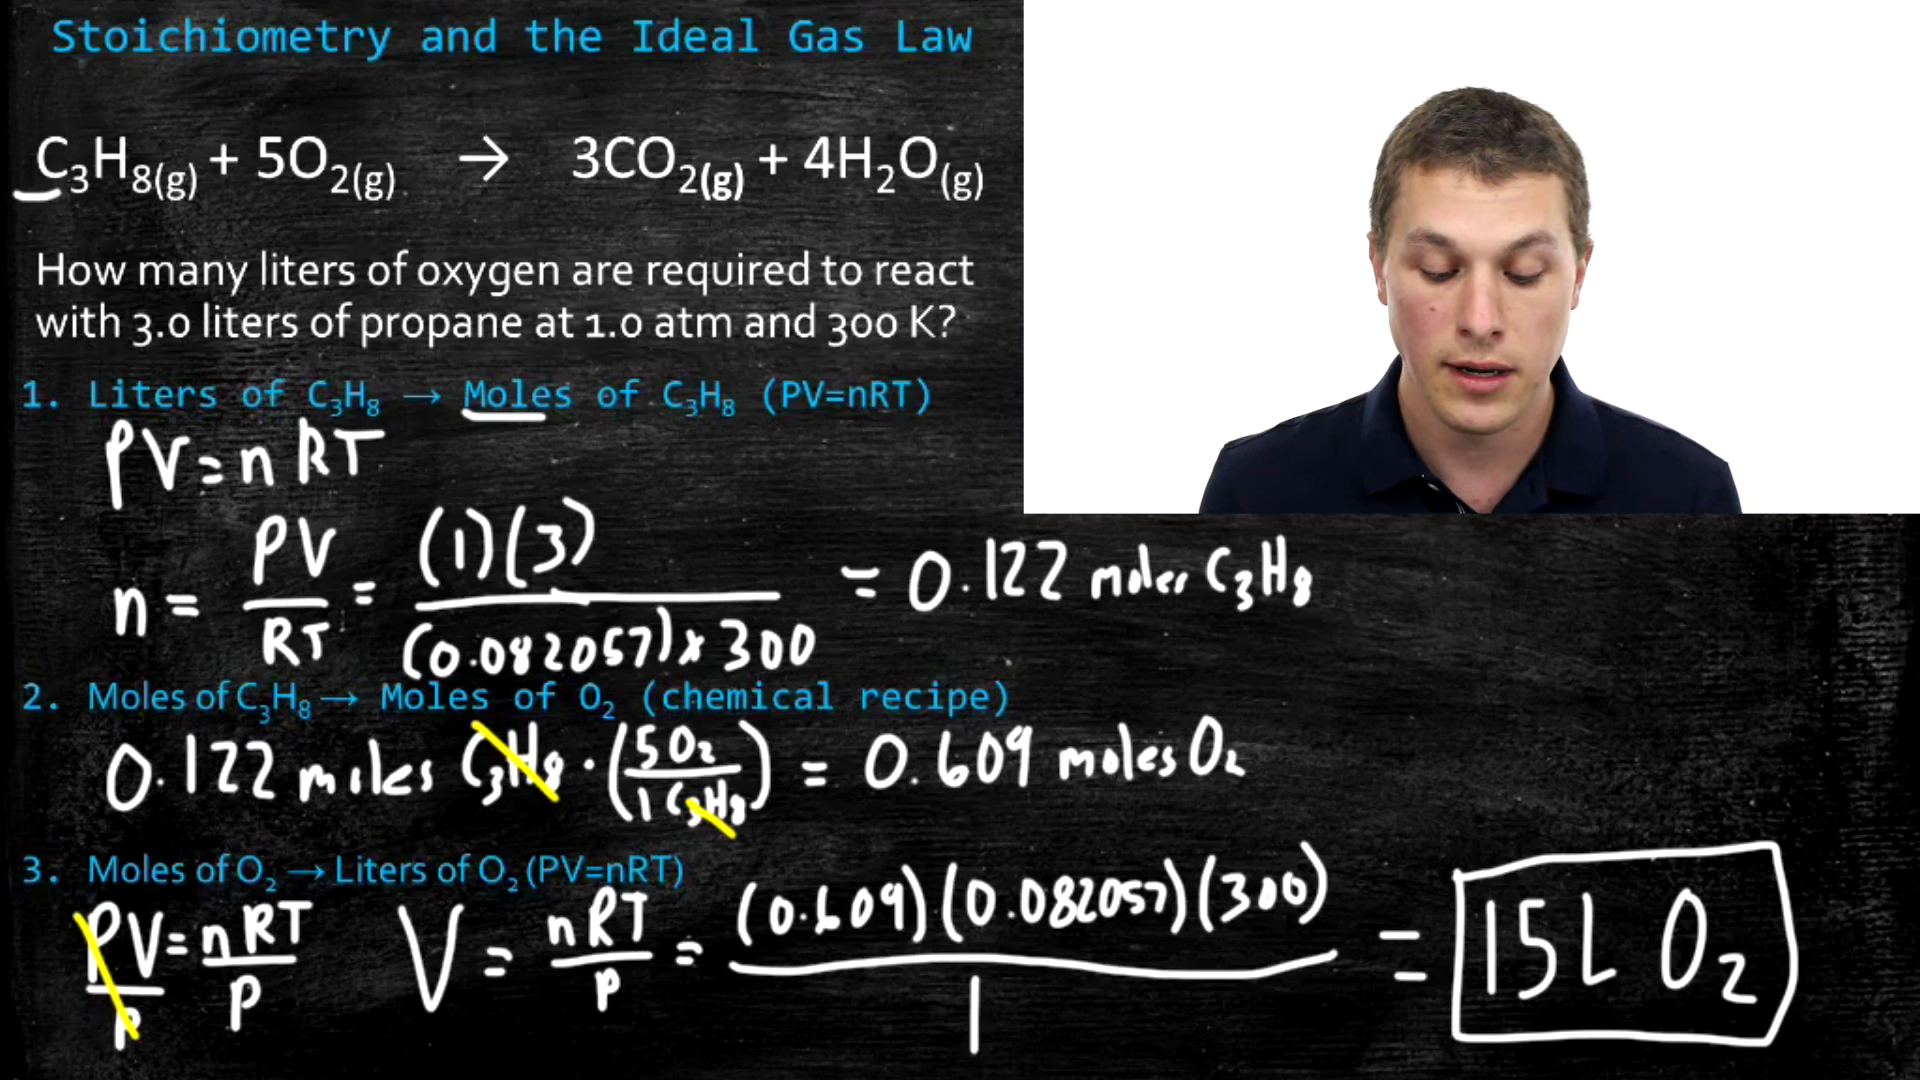 Stoichiometry and the Ideal Gas Law
C₃H₈(g) + 5O₂(g) → 3CO₂(g) + 4H₂O(g)
How many liters of oxygen are required to react
with 3.0 liters of propane at 1.0 atm and 300 K?
1. Liters of C₃H₈ → Moles of C₃H₈ (PV=nRT)
PV=nRT
n = PV/RT = (1)(3)/(0.082057)x300 = 0.122 moles C₃H₈
2. Moles of C₃H₈ → Moles of O₂ (chemical recipe)
0.122 moles C₃H₈ · (5O₂/1C₃H₈) = 0.609 moles O₂
3. Moles of O₂ → Liters of O₂ (PV=nRT)
PV/P = nRT/P V = nRT/P = (0.609)(0.082057)(300)/1 = 15L O₂